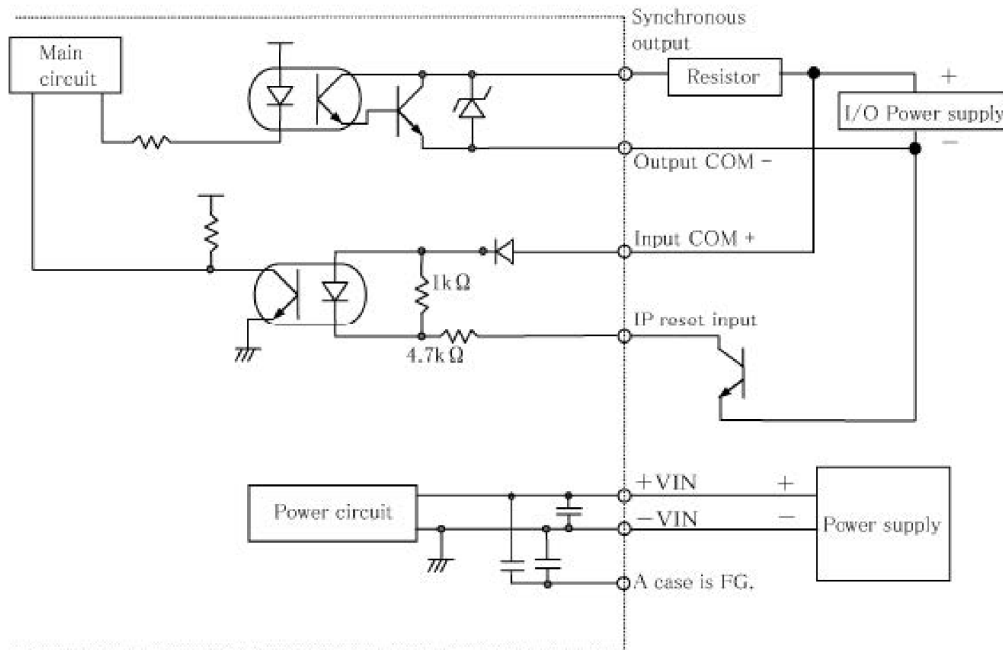 Synchronous
output
Main
circuit
Resistor
+
I/O Power supply
−
Output COM −
Input COM +
1kΩ
IP reset input
4.7kΩ
+VIN
+
Power circuit
−VIN
−
Power supply
A case is FG.